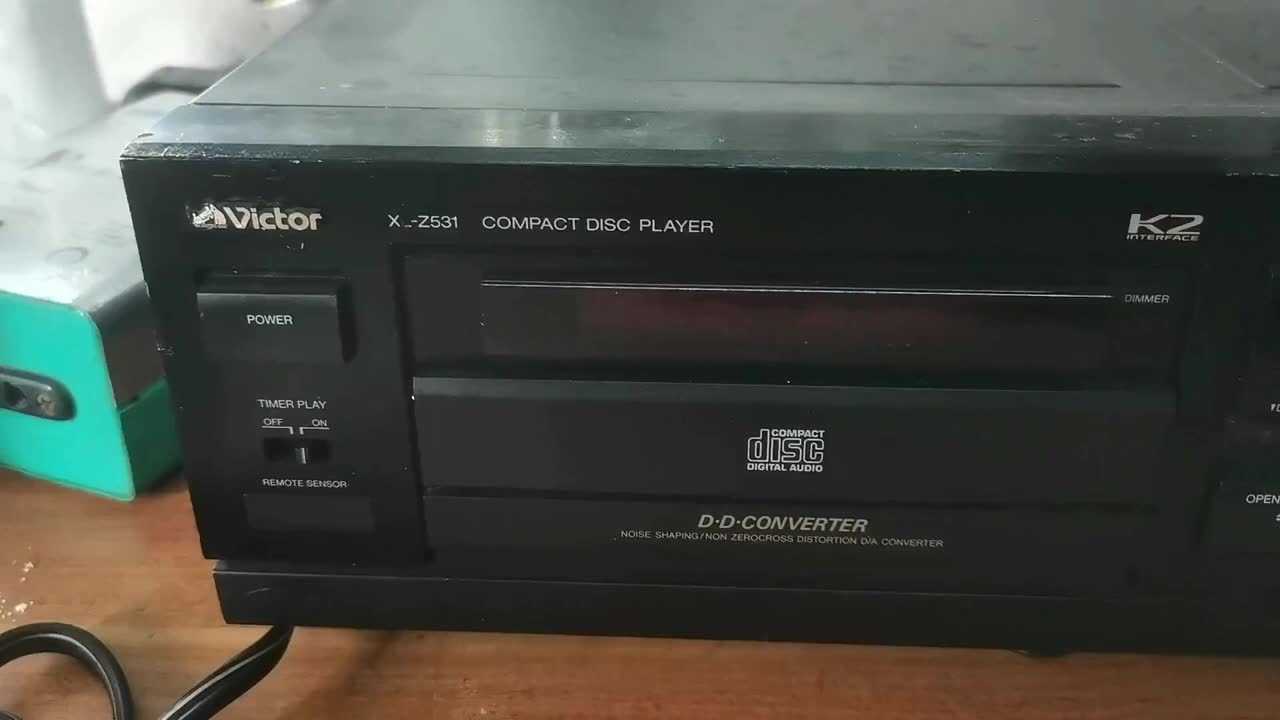 Victor
XL-Z531 COMPACT DISC PLAYER
K2
INTERFACE
DIMMER
POWER
TIMER PLAY
OFF ON
REMOTE SENSOR
COMPACT
disc
DIGITAL AUDIO
OPEN
D·D·CONVERTER
NOISE SHAPING/NON ZEROCROSS DISTORTION D/A CONVERTER